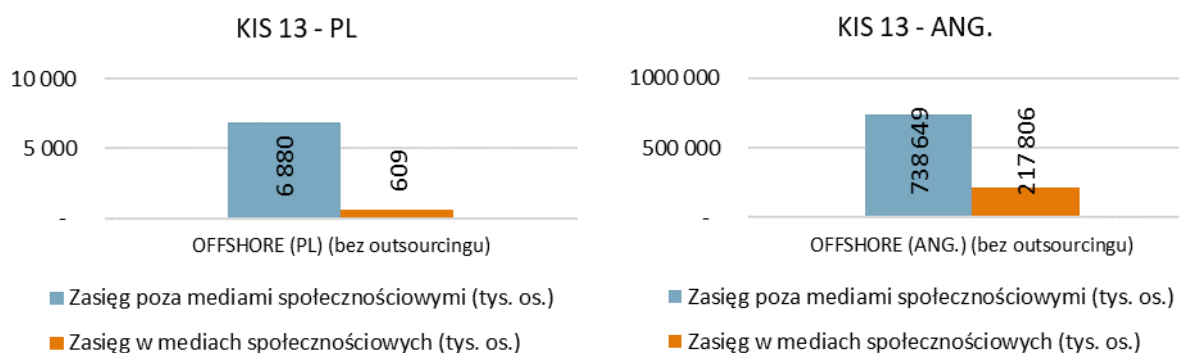 KIS 13 - PL
10 000
5 000
-
6 880
609
OFFSHORE (PL) (bez outsourcingu)
Zasięg poza mediami społecznościowymi (tys. os.)
Zasięg w mediach społecznościowych (tys. os.)
KIS 13 - ANG.
1000 000
500 000
-
738 649
217 806
OFFSHORE (ANG.) (bez outsourcingu)
Zasięg poza mediami społecznościowymi (tys. os.)
Zasięg w mediach społecznościowych (tys. os.)